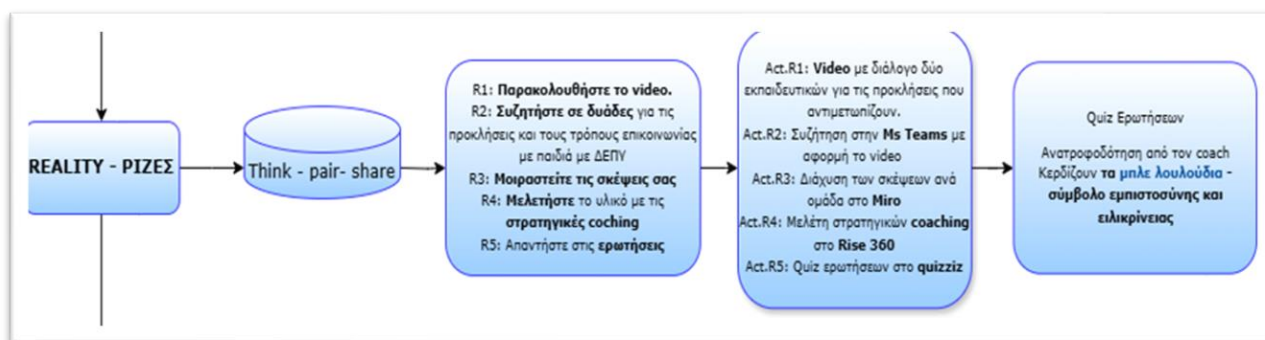 REALITY - ΡΙΖΕΣ
Think - pair- share
R1: Παρακολουθήστε το video.
R2: Συζητήστε σε δυάδες για τις
προκλήσεις και τους τρόπους επικοινωνίας
με παιδιά με ΔΕΠΥ
R3: Μοιραστείτε τις σκέψεις σας
R4: Μελετήστε το υλικό με τις
στρατηγικές coching
R5: Απαντήστε στις ερωτήσεις
Act.R1: Video με διάλογο δύο
εκπαιδευτικών για τις προκλήσεις που
αντιμετωπίζουν.
Act.R2: Συζήτηση στην Ms Teams με
αφορμή το video
Act.R3: Διάχυση των σκέψεων ανά
ομάδα στο Miro
Act.R4: Μελέτη στρατηγικών coaching
στο Rise 360
Act.R5: Quiz ερωτήσεων στο quizziz
Quiz Ερωτήσεων
Ανατροφοδότηση από τον coach
Κερδίζουν τα μπλε λουλούδια -
σύμβολο εμπιστοσύνης και
ειλικρίνειας